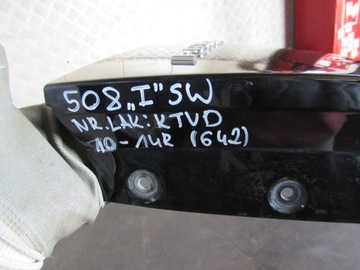 508 „I” SW
NR.LAK: KTVD
10-14R (642)